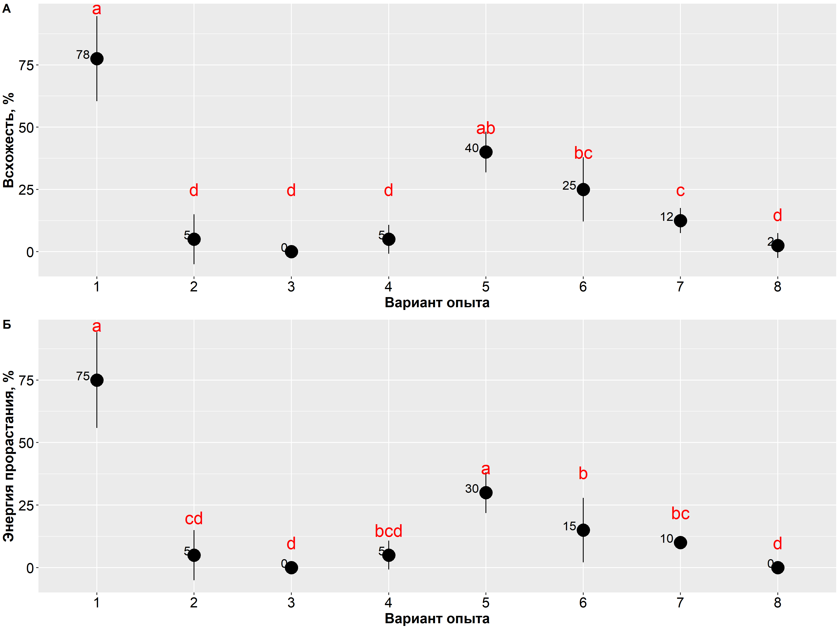 А
Всхожесть, %
75
50
25
0
a
d
d
d
ab
bc
c
d
78
5
0
5
40
25
12
2
1 2 3 4 5 6 7 8
Вариант опыта
Б
Энергия прорастания, %
75
50
25
0
a
cd
d
bcd
a
b
bc
d
75
5
0
5
30
15
10
0
1 2 3 4 5 6 7 8
Вариант опыта